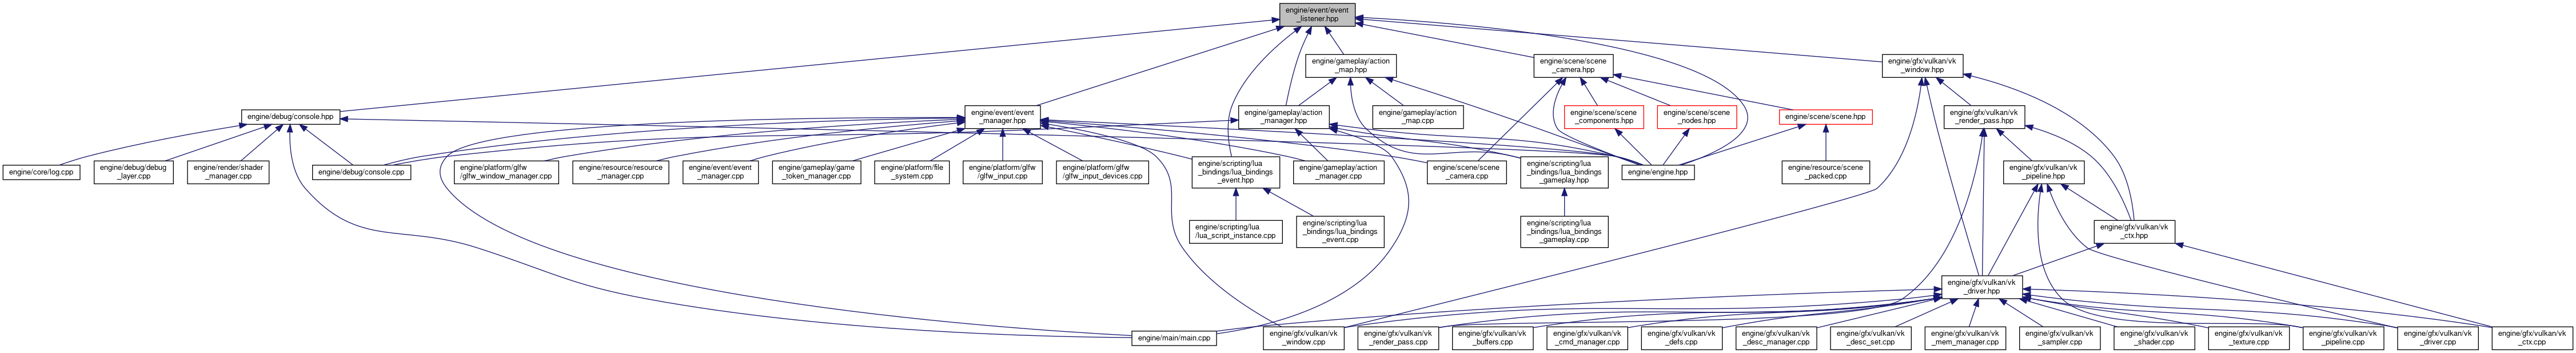 engine/event/event
_listener.hpp
engine/gameplay/action
_map.hpp
engine/scene/scene
_camera.hpp
engine/gfx/vulkan/vk
_window.hpp
engine/debug/console.hpp
engine/event/event
_manager.hpp
engine/gameplay/action
_manager.hpp
engine/gameplay/action
_map.cpp
engine/scene/scene
_components.hpp
engine/scene/scene
_nodes.hpp
engine/scene/scene.hpp
engine/gfx/vulkan/vk
_render_pass.hpp
engine/core/log.cpp
engine/debug/debug
_layer.cpp
engine/render/shader
_manager.cpp
engine/debug/console.cpp
engine/platform/glfw
/glfw_window_manager.cpp
engine/resource/resource
_manager.cpp
engine/event/event
_manager.cpp
engine/gameplay/game
_token_manager.cpp
engine/platform/file
_system.cpp
engine/platform/glfw
/glfw_input.cpp
engine/platform/glfw
/glfw_input_devices.cpp
engine/scripting/lua
_bindings/lua_bindings
_event.hpp
engine/gameplay/action
_manager.cpp
engine/scene/scene
_camera.cpp
engine/scripting/lua
_bindings/lua_bindings
_gameplay.hpp
engine/engine.hpp
engine/resource/scene
_packed.cpp
engine/gfx/vulkan/vk
_pipeline.hpp
engine/scripting/lua
/lua_script_instance.cpp
engine/scripting/lua
_bindings/lua_bindings
_event.cpp
engine/scripting/lua
_bindings/lua_bindings
_gameplay.cpp
engine/gfx/vulkan/vk
_ctx.hpp
engine/gfx/vulkan/vk
_driver.hpp
engine/main/main.cpp
engine/gfx/vulkan/vk
_window.cpp
engine/gfx/vulkan/vk
_render_pass.cpp
engine/gfx/vulkan/vk
_buffers.cpp
engine/gfx/vulkan/vk
_cmd_manager.cpp
engine/gfx/vulkan/vk
_defs.cpp
engine/gfx/vulkan/vk
_desc_manager.cpp
engine/gfx/vulkan/vk
_desc_set.cpp
engine/gfx/vulkan/vk
_mem_manager.cpp
engine/gfx/vulkan/vk
_sampler.cpp
engine/gfx/vulkan/vk
_shader.cpp
engine/gfx/vulkan/vk
_texture.cpp
engine/gfx/vulkan/vk
_pipeline.cpp
engine/gfx/vulkan/vk
_driver.cpp
engine/gfx/vulkan/vk
_ctx.cpp